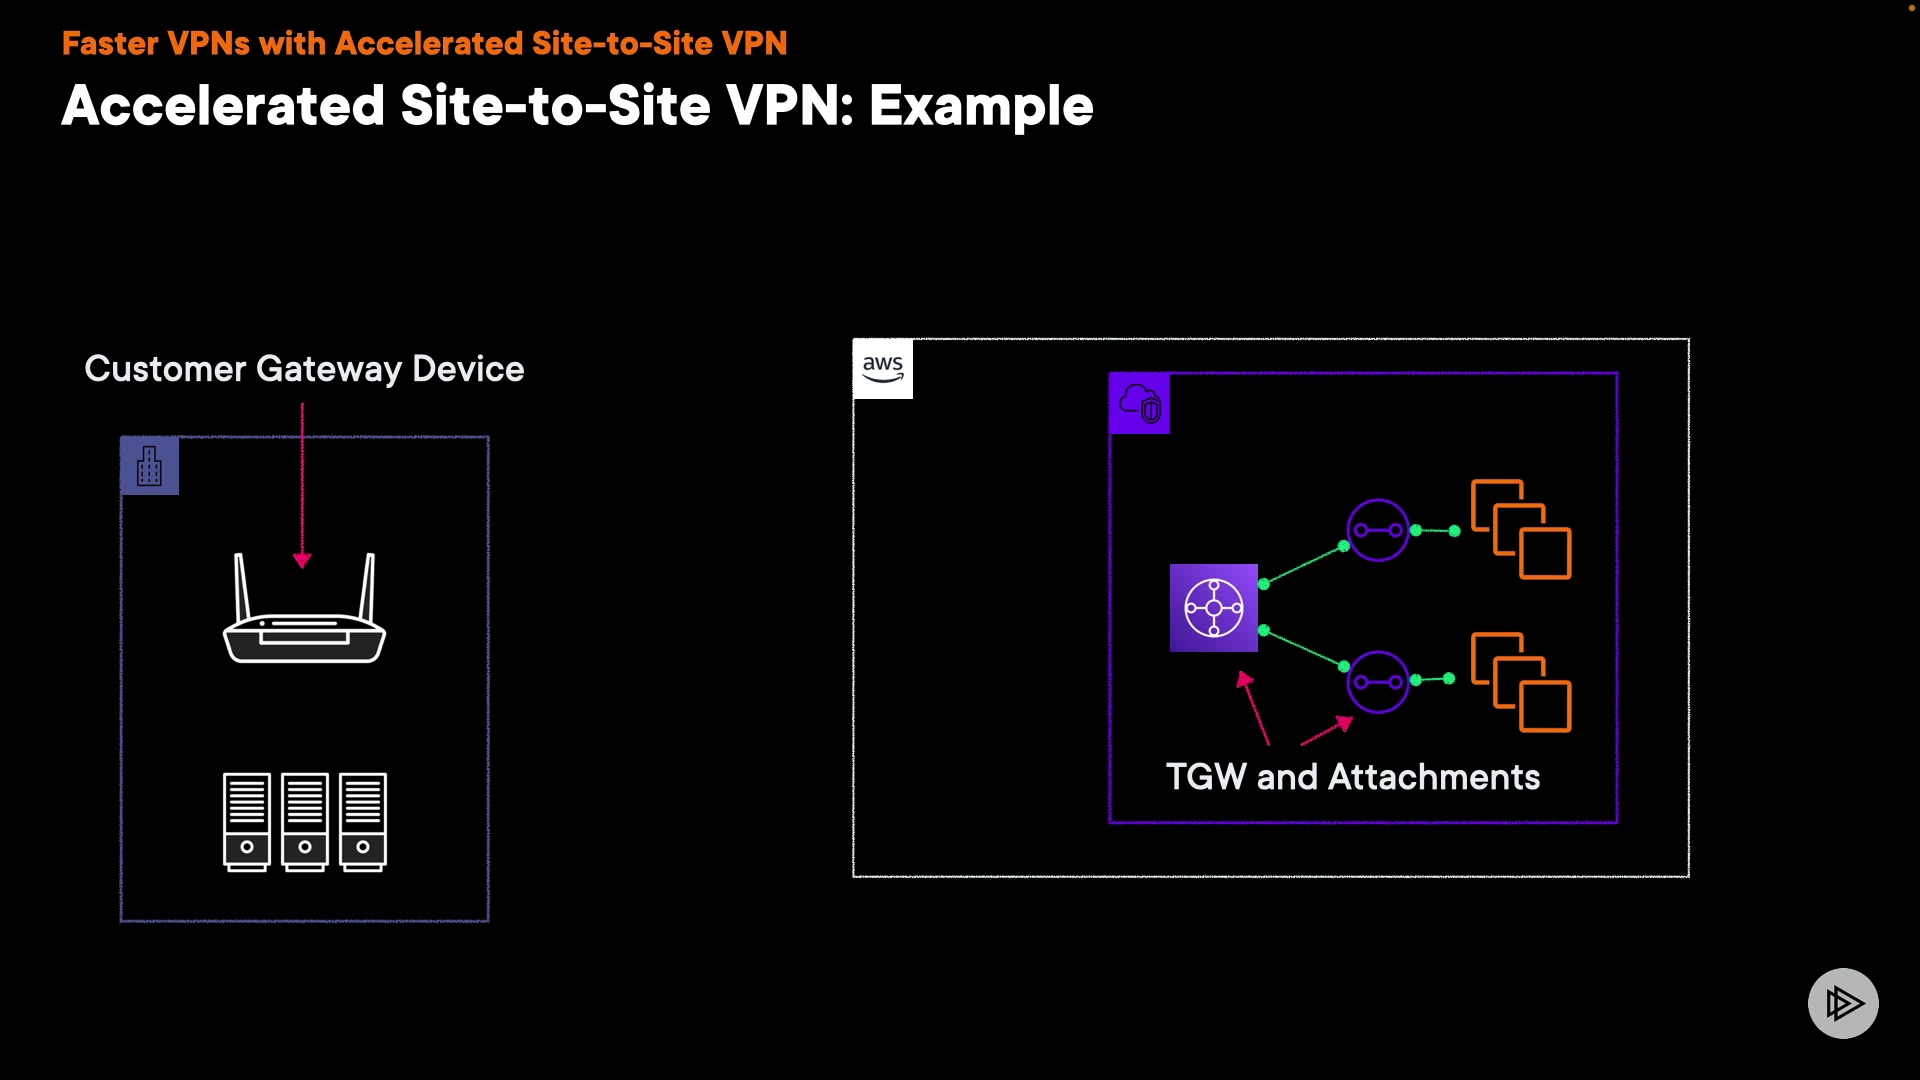 Faster VPNs with Accelerated Site-to-Site VPN
Accelerated Site-to-Site VPN: Example
Customer Gateway Device
aws
TGW and Attachments